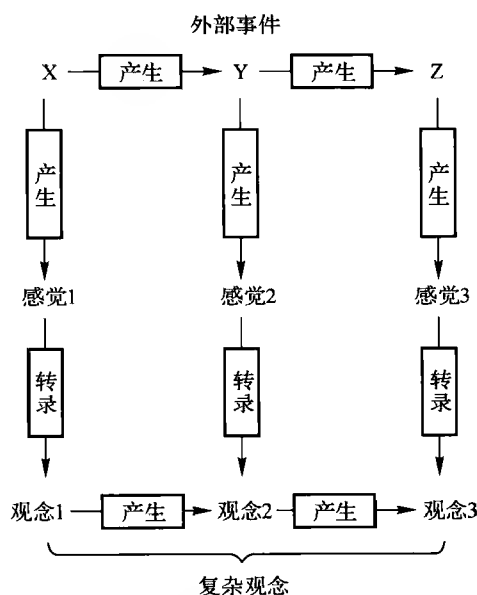 外部事件
X 产生 Y 产生 Z
产生 产生 产生
感觉1 感觉2 感觉3
转录 转录 转录
观念1 产生 观念2 产生 观念3
复杂观念